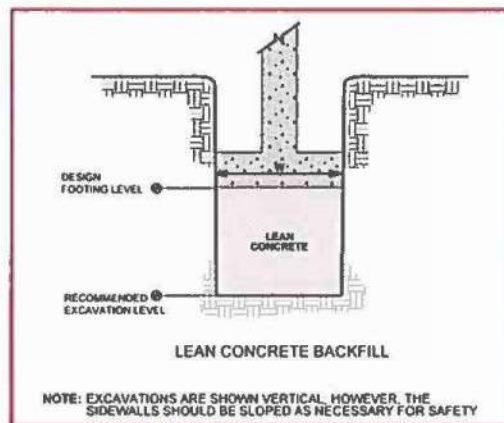 W
DESIGN
FOOTING LEVEL
LEAN
CONCRETE
RECOMMENDED
EXCAVATION LEVEL
LEAN CONCRETE BACKFILL
NOTE: EXCAVATIONS ARE SHOWN VERTICAL, HOWEVER, THE
SIDEWALLS SHOULD BE SLOPED AS NECESSARY FOR SAFETY